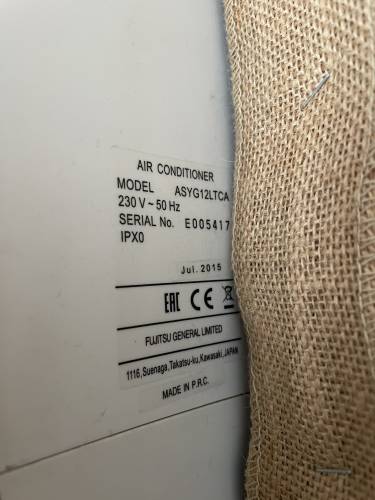 AIR CONDITIONER
MODEL ASYG12LTCA
230 V ~ 50 Hz
SERIAL No. E005417
IPX0
Jul. 2015
EAC CE
FUJITSU GENERAL LIMITED
1116, Suenaga, Takatsu-ku, Kawasaki, JAPAN
MADE IN P.R.C.